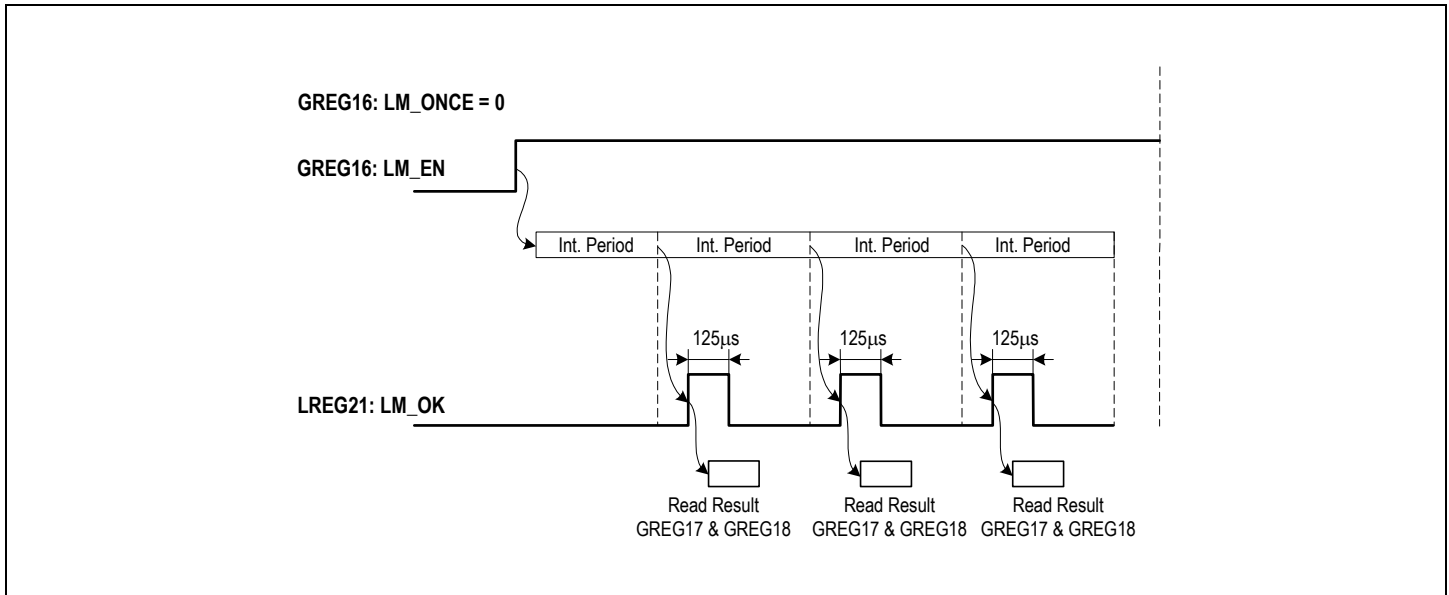 GREG16: LM_ONCE = 0
GREG16: LM_EN
Int. Period Int. Period Int. Period Int. Period
125μs 125μs 125μs
LREG21: LM_OK
Read Result Read Result Read Result
GREG17 & GREG18 GREG17 & GREG18 GREG17 & GREG18